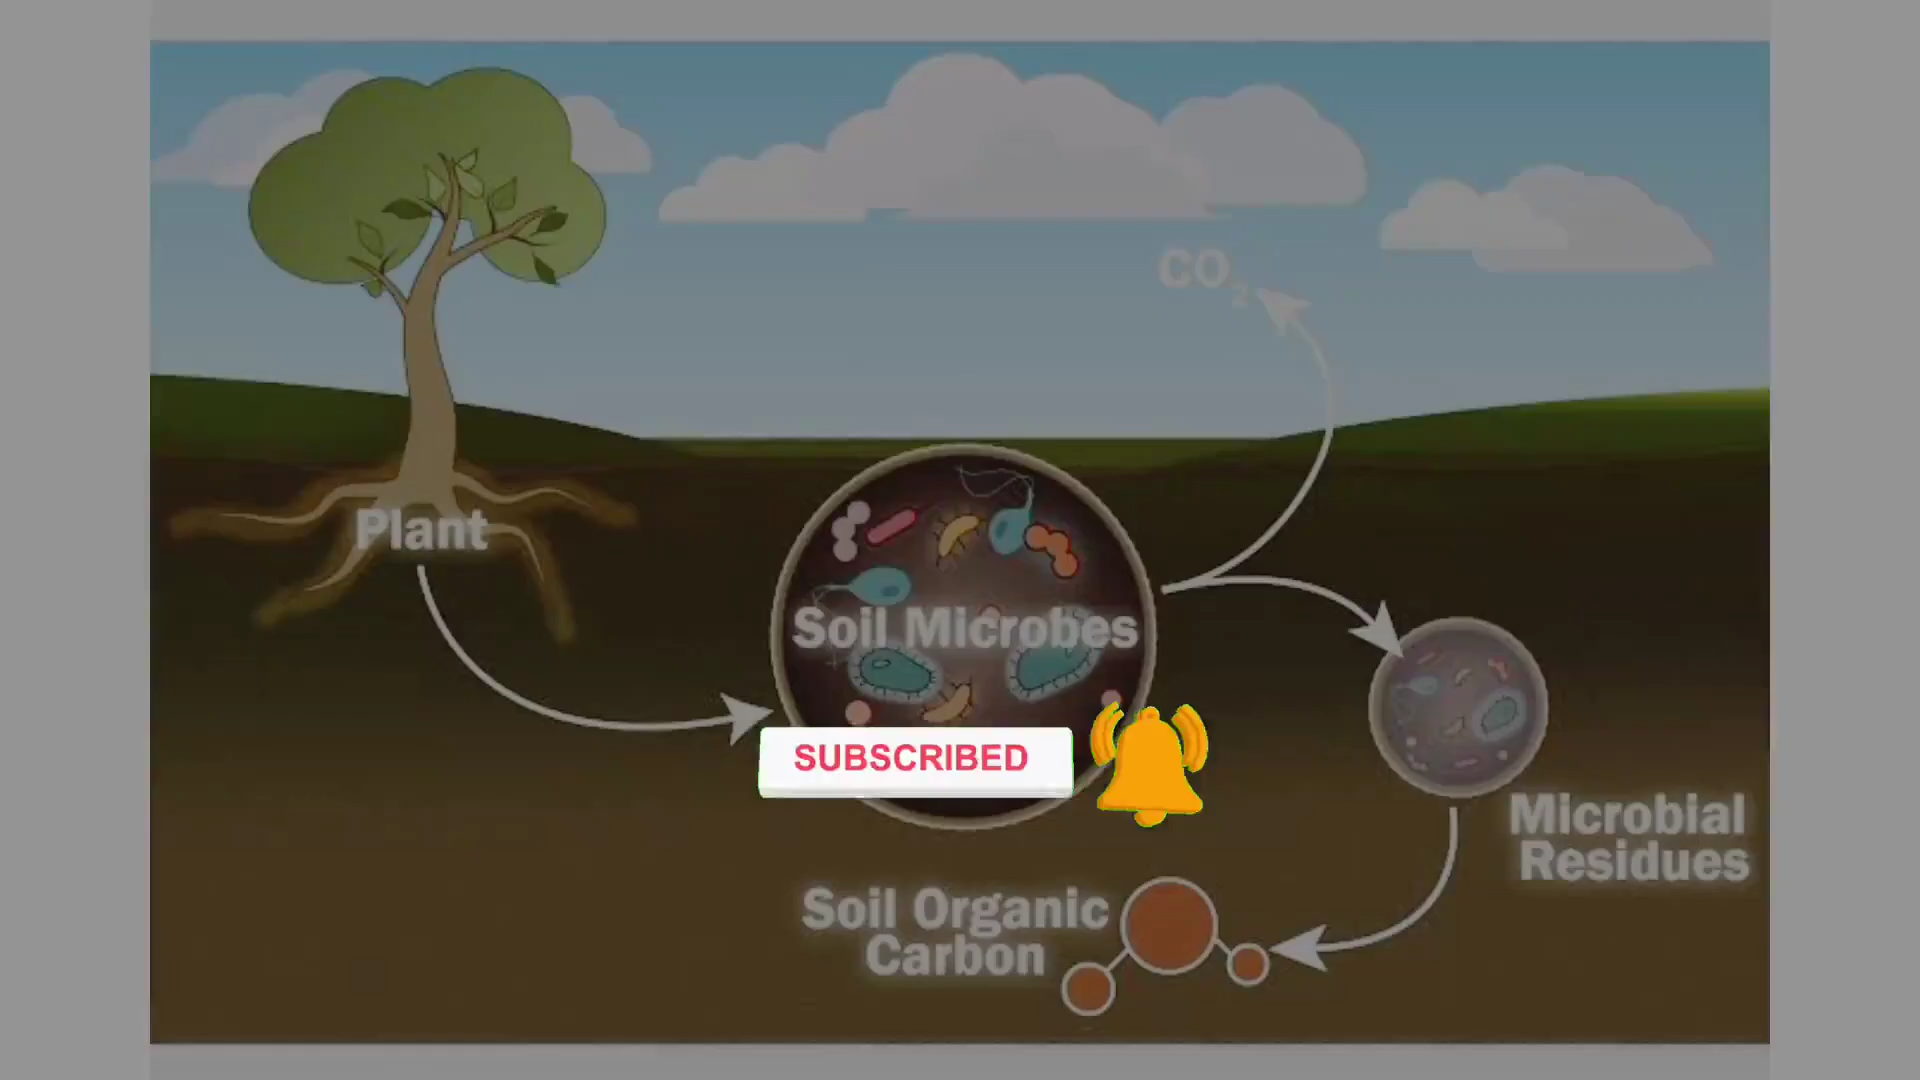 CO₂
Plant
Soil Microbes
SUBSCRIBED
Microbial
Residues
Soil Organic
Carbon